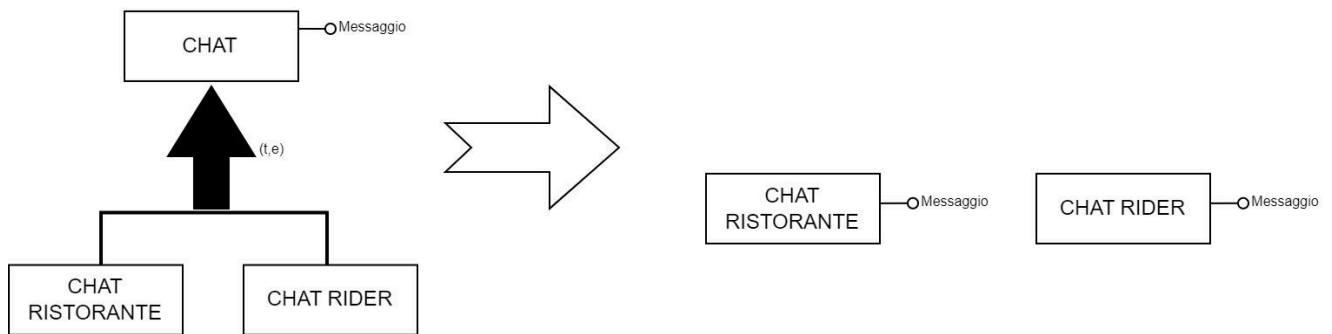 CHAT
Messaggio
(t,e)
CHAT
RISTORANTE
CHAT RIDER
CHAT
RISTORANTE
Messaggio
CHAT RIDER
Messaggio